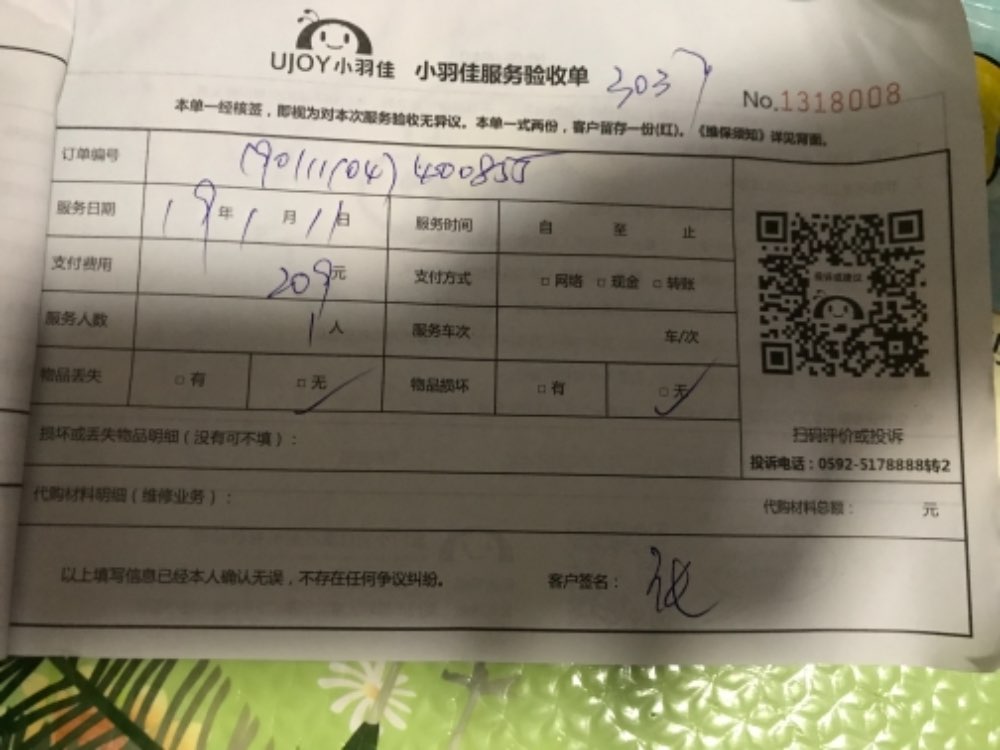 UJOY小羽佳 小羽佳服务验收单 3037
No.1318008
本单一经核签，即视为对本次服务验收无异议。本单一式两份，客户留存一份(红)。《维保须知》详见背面。
订单编号 (90111(04) 400855
服务日期 19年1月11日 服务时间 自 至 止
支付费用 209元 支付方式 □网络 □现金 □转账
服务人数 1人 服务车次 车/次
物品丢失 □有 □无 ✓ 物品损坏 □有 □无 ✓
投诉或建议
扫码评价或投诉
投诉电话：0592-5178888转2
损坏或丢失物品明细（没有可不填）：
代购材料明细（维修业务）： 代购材料总额： 元
以上填写信息已经本人确认无误，不存在任何争议纠纷。 客户签名：